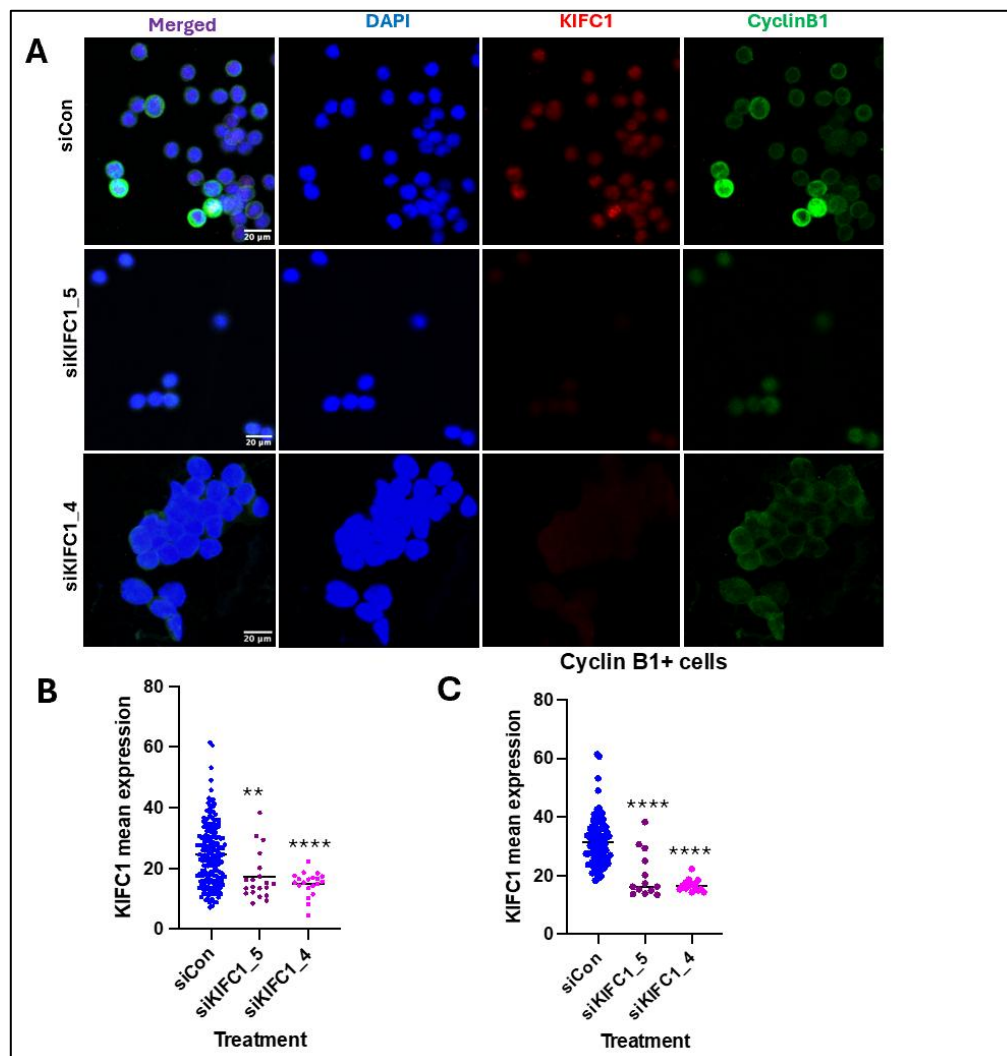 Merged DAPI KIFC1 CyclinB1
A
siCon
20 µm
siKIFC1_5
20 µm
siKIFC1_4
20 µm
B
KIFC1 mean expression
80
60
40
20
0
**
****
siCon
siKIFC1_5
siKIFC1_4
Treatment
Cyclin B1+ cells
C
KIFC1 mean expression
80
60
40
20
0
****
****
siCon
siKIFC1_5
siKIFC1_4
Treatment